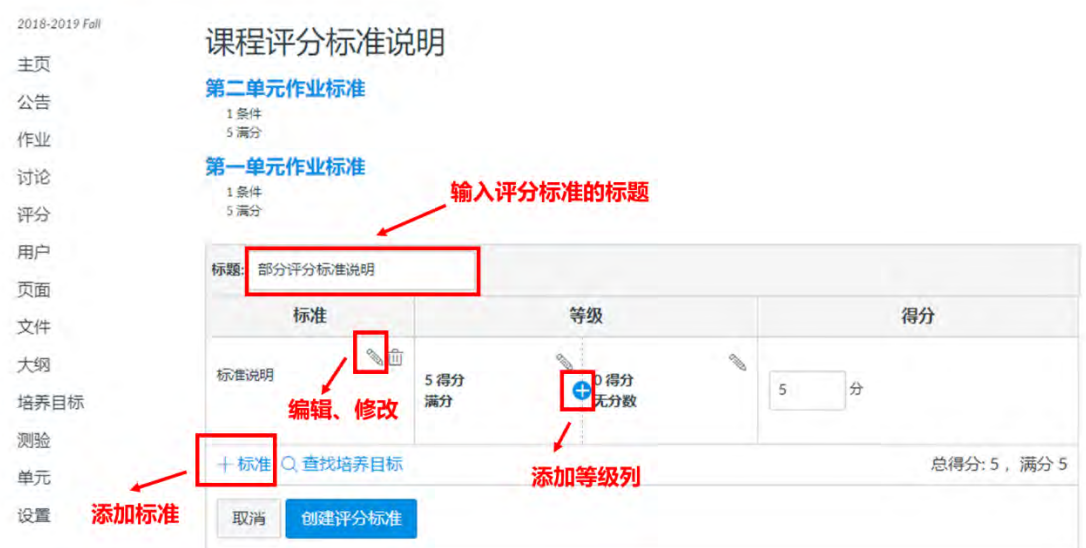 2018-2019 Fall
主页
公告
作业
讨论
评分
用户
页面
文件
大纲
培养目标
测验
单元
设置
课程评分标准说明
第二单元作业标准
1 条件
5 满分
第一单元作业标准
1 条件
5 满分
输入评分标准的标题
标题: 部分评分标准说明
标准 等级 得分
标准说明
5 得分
满分
0 得分
无分数
5 分
编辑、修改
添加等级列
+ 标准 查找培养目标
总得分: 5 , 满分 5
添加标准
取消 创建评分标准